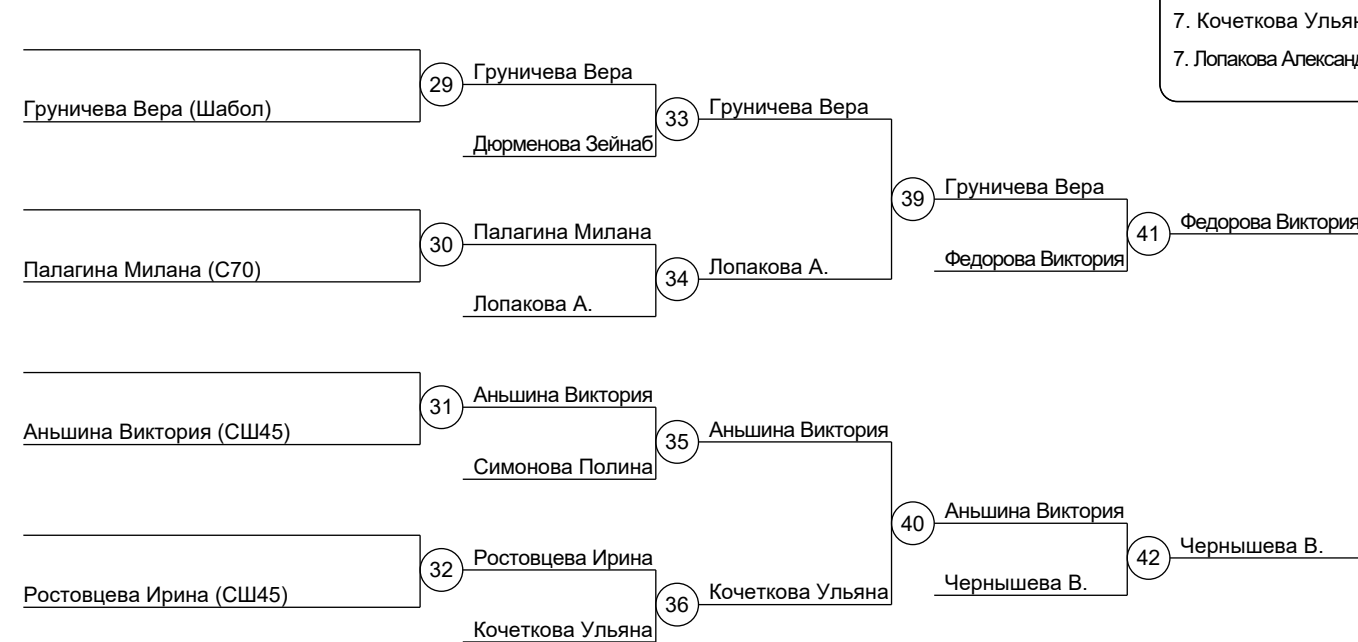 7. Кочеткова
7. Лопакова
29
Груничева Вера
Груничева Вера (Шабол)
33
Груничева Вера
Дюрменова Зейнаб
39
Груничева Вера
30
Палагина Милана
41
Федорова Виктория
Палагина Милана (С70)
34
Лопакова А.
Федорова Виктория
Лопакова А.
31
Аньшина Виктория
Аньшина Виктория (СШ45)
35
Аньшина Виктория
Симонова Полина
40
Аньшина Виктория
32
Ростовцева Ирина
42
Чернышева В.
Ростовцева Ирина (СШ45)
36
Кочеткова Ульяна
Чернышева В.
Кочеткова Ульяна